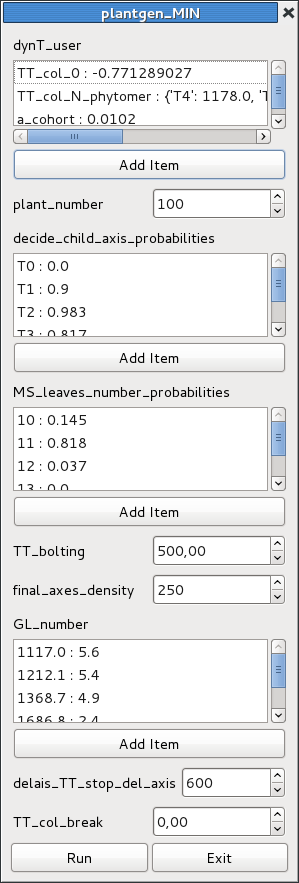 plantgen_MIN
dynT_user
TT_col_0 : -0.771289027
TT_col_N_phytomer : {'T4': 1178.0, 'T
a_cohort : 0.0102
Add Item
plant_number 100
decide_child_axis_probabilities
T0 : 0.0
T1 : 0.9
T2 : 0.983
T3 : 0.817
Add Item
MS_leaves_number_probabilities
10 : 0.145
11 : 0.818
12 : 0.037
13 : 0.0
Add Item
TT_bolting 500,00
final_axes_density 250
GL_number
1117.0 : 5.6
1212.1 : 5.4
1368.7 : 4.9
1686.8 : 2.4
Add Item
delais_TT_stop_del_axis 600
TT_col_break 0,00
Run Exit